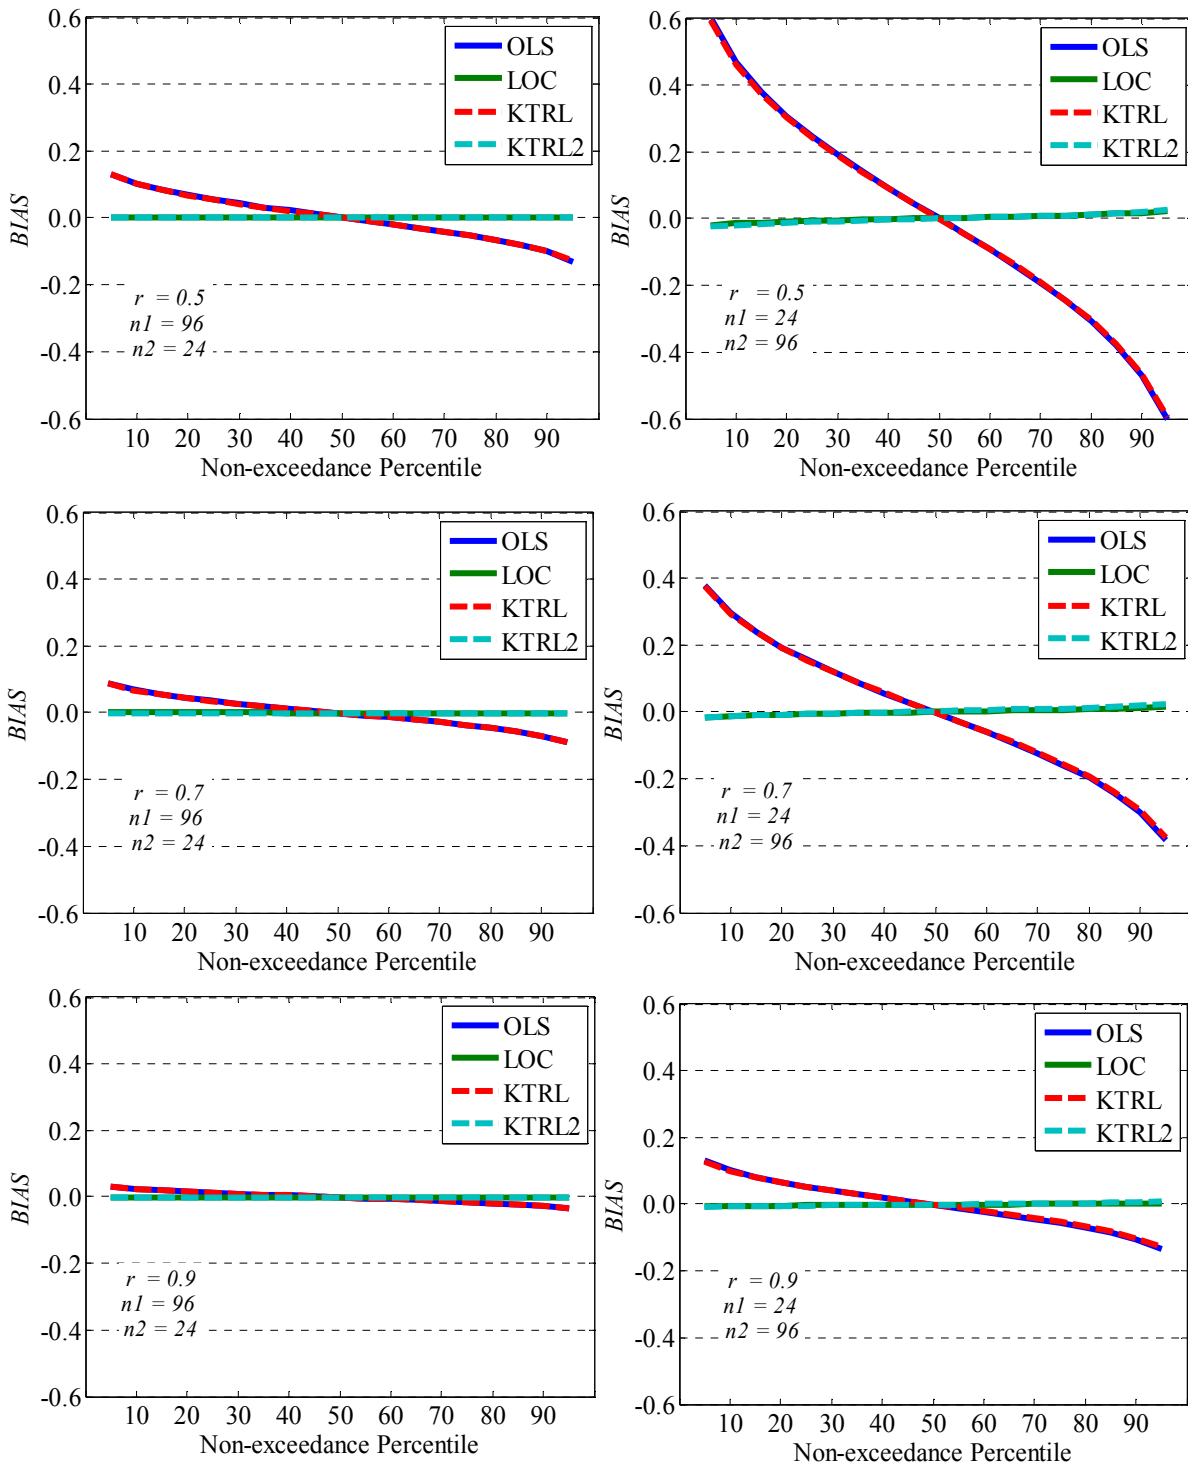 0.6
0.4
0.2
0.0
-0.2
-0.4
-0.6
BIAS
OLS
LOC
KTRL
KTRL2
r = 0.5
n1 = 96
n2 = 24
10 20 30 40 50 60 70 80 90
Non-exceedance Percentile
0.6
0.4
0.2
0.0
-0.2
-0.4
-0.6
BIAS
OLS
LOC
KTRL
KTRL2
r = 0.5
n1 = 24
n2 = 96
10 20 30 40 50 60 70 80 90
Non-exceedance Percentile
0.6
0.4
0.2
0.0
-0.2
-0.4
-0.6
BIAS
OLS
LOC
KTRL
KTRL2
r = 0.7
n1 = 96
n2 = 24
10 20 30 40 50 60 70 80 90
Non-exceedance Percentile
0.6
0.4
0.2
0.0
-0.2
-0.4
-0.6
BIAS
OLS
LOC
KTRL
KTRL2
r = 0.7
n1 = 24
n2 = 96
10 20 30 40 50 60 70 80 90
Non-exceedance Percentile
0.6
0.4
0.2
0.0
-0.2
-0.4
-0.6
BIAS
OLS
LOC
KTRL
KTRL2
r = 0.9
n1 = 96
n2 = 24
10 20 30 40 50 60 70 80 90
Non-exceedance Percentile
0.6
0.4
0.2
0.0
-0.2
-0.4
-0.6
BIAS
OLS
LOC
KTRL
KTRL2
r = 0.9
n1 = 24
n2 = 96
10 20 30 40 50 60 70 80 90
Non-exceedance Percentile